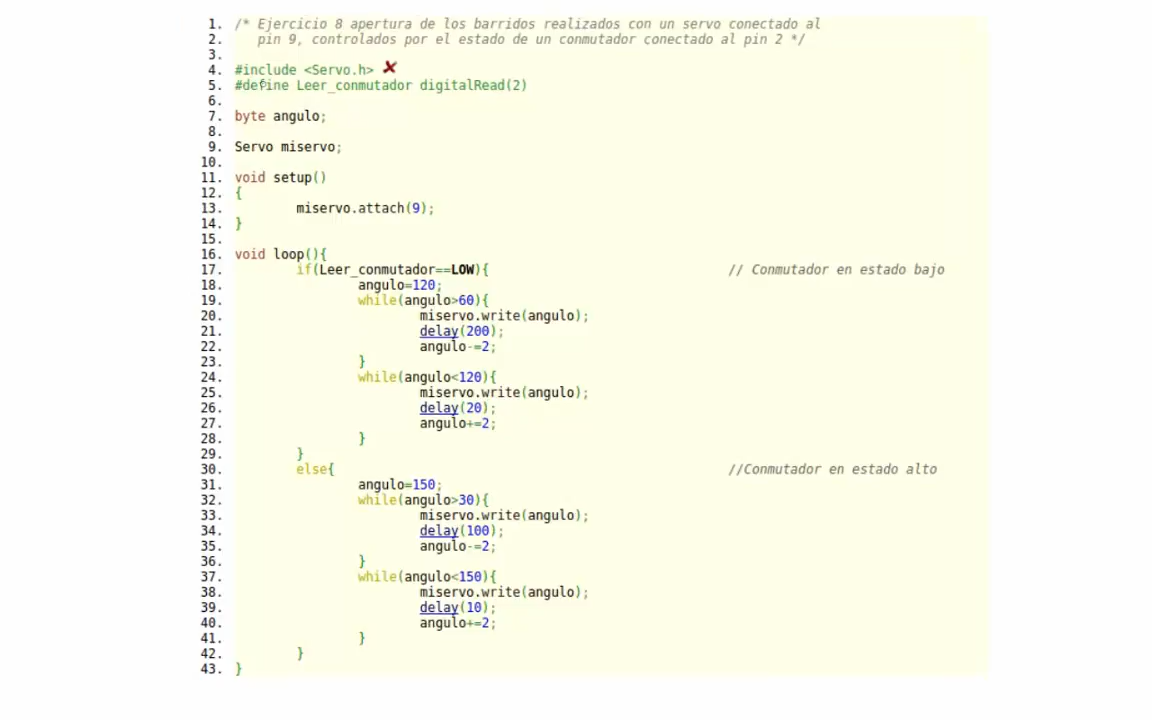 1. /* Ejercicio 8 apertura de los barridos realizados con un servo conectado al
2. pin 9, controlados por el estado de un conmutador conectado al pin 2 */
3.
4. #include <Servo.h>
5. #define Leer_conmutador digitalRead(2)
6.
7. byte angulo;
8.
9. Servo miservo;
10.
11. void setup()
12. {
13. miservo.attach(9);
14. }
15.
16. void loop(){
17. if(Leer_conmutador==LOW){ // Conmutador en estado bajo
18. angulo=120;
19. while(angulo>60){
20. miservo.write(angulo);
21. delay(200);
22. angulo-=2;
23. }
24. while(angulo<120){
25. miservo.write(angulo);
26. delay(20);
27. angulo+=2;
28. }
29. }
30. else{ //Conmutador en estado alto
31. angulo=150;
32. while(angulo>30){
33. miservo.write(angulo);
34. delay(100);
35. angulo-=2;
36. }
37. while(angulo<150){
38. miservo.write(angulo);
39. delay(10);
40. angulo+=2;
41. }
42. }
43. }